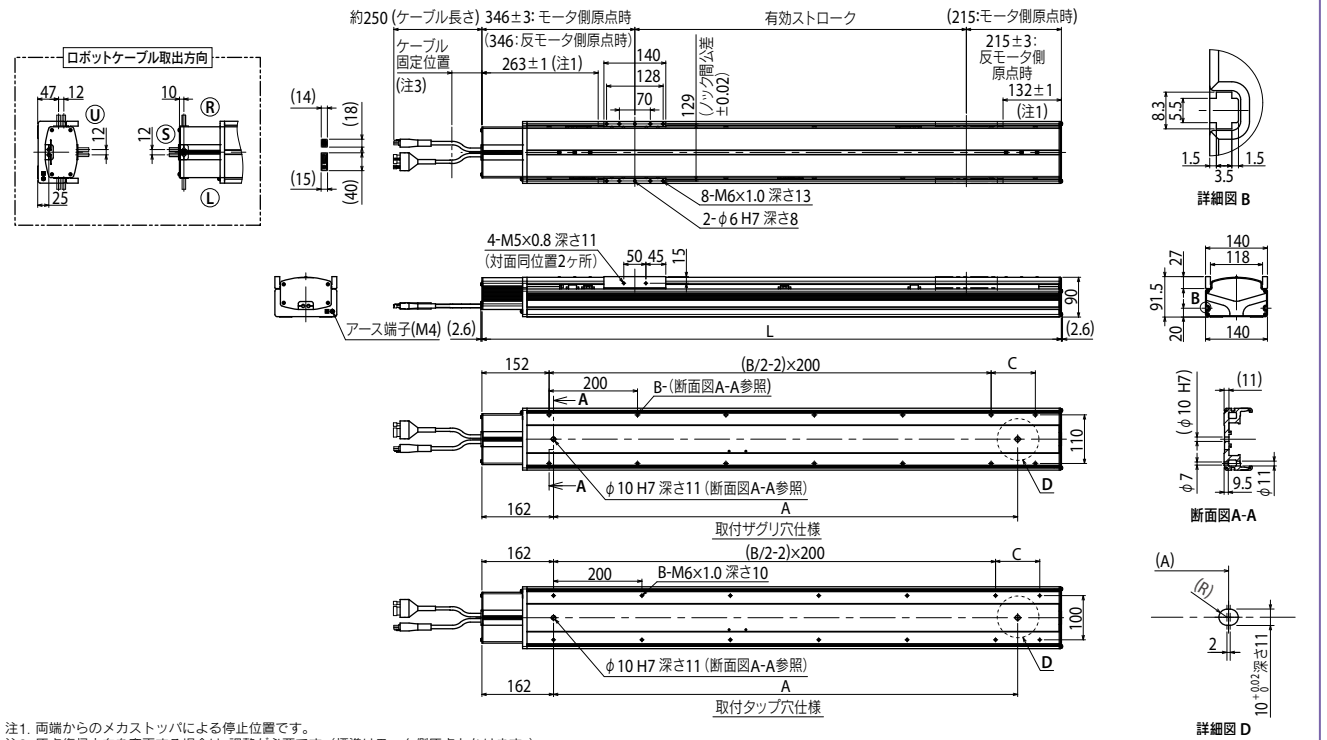 約250 (ケーブル長さ)
346±3: モータ側原点時
有効ストローク
(215:モータ側原点時)
ケーブル
固定位置
(注3)
(346:反モータ側原点時)
263±1 (注1)
140
128
70
129
(ノック間公差
±0.02)
215±3:
反モータ側
原点時
132±1
(注1)
8-M6×1.0 深さ13
2-φ6 H7 深さ8
ロボットケーブル取出方向
47
12
U
12
25
10
R
S
12
L
(14)
(18)
(15)
(40)
8.3
5.5
1.5
1.5
3.5
詳細図 B
4-M5×0.8 深さ11
(対面同位置2ヶ所)
50
45
15
90
アース端子(M4)
(2.6)
L
(2.6)
140
118
27
91.5
B
20
140
152
(B/2-2)×200
C
200
B-(断面図A-A参照)
A
A
φ10 H7 深さ11 (断面図A-A参照)
110
D
162
A
取付ザグリ穴仕様
(11)
(φ10 H7)
φ7
9.5
φ11
断面図A-A
162
(B/2-2)×200
C
200
B-M6×1.0 深さ10
100
φ10 H7 深さ11 (断面図A-A参照)
D
162
A
取付タップ穴仕様
(A)
(R)
2
10 +0.02 0 深さ11
詳細図 D
注1. 両端からのメカストッパによる停止位置です。